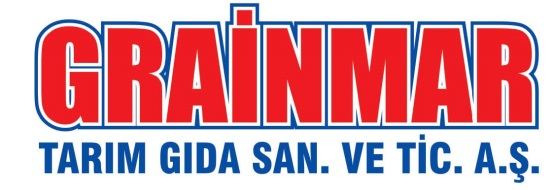 GRAİNMAR
TARIM GIDA SAN. VE TİC. A.Ş.